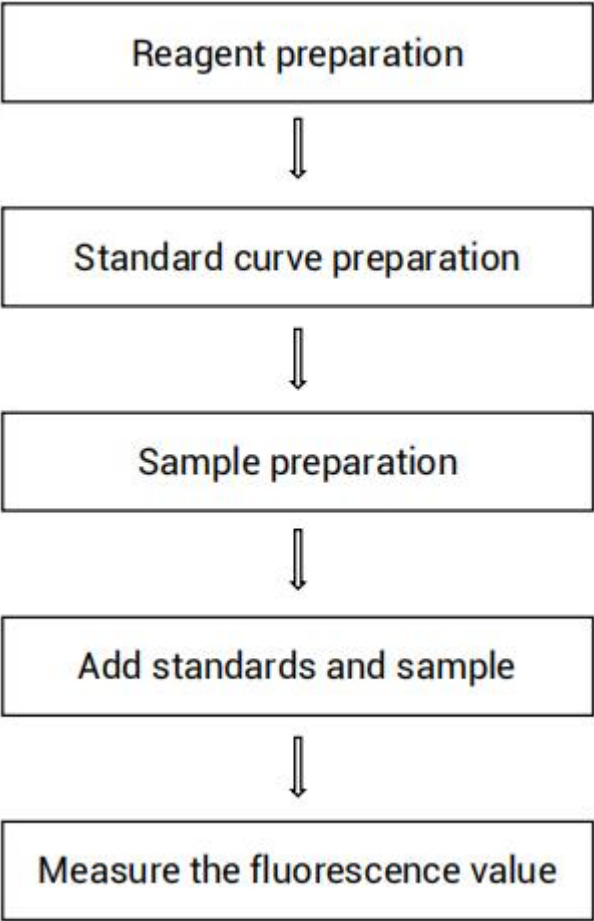 Reagent preparation
Standard curve preparation
Sample preparation
Add standards and sample
Measure the fluorescence value